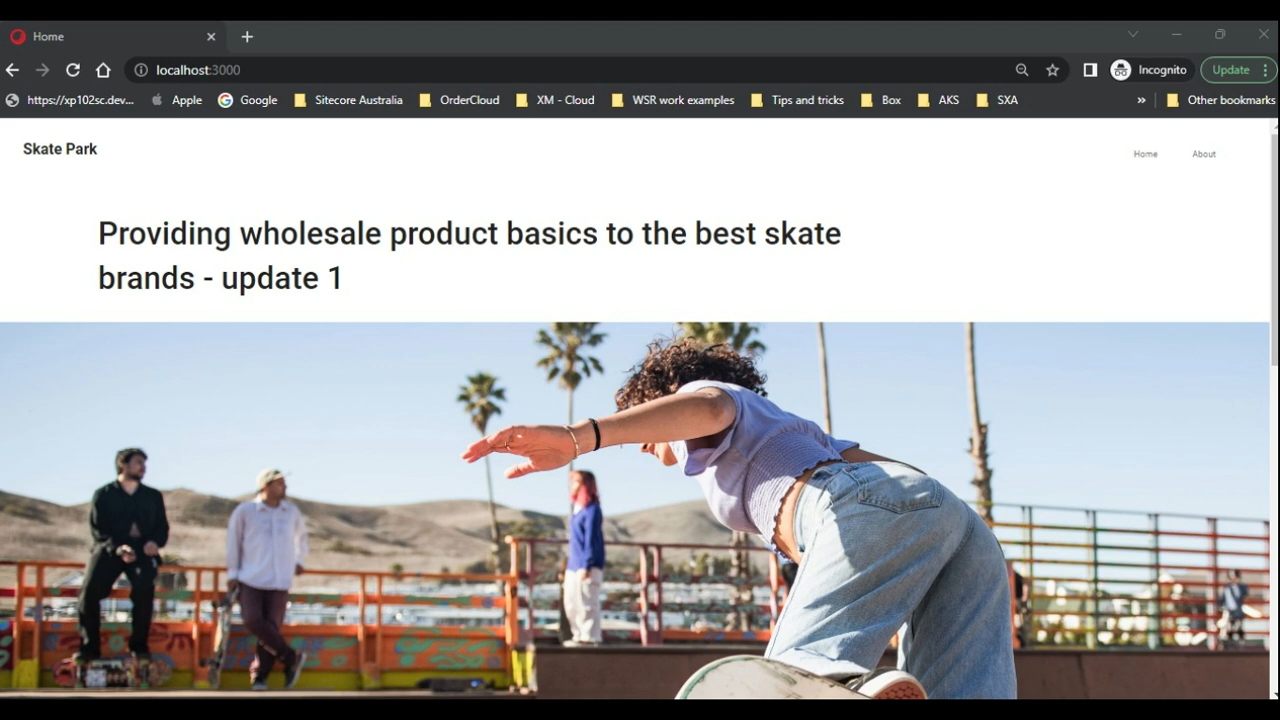 Home
localhost:3000
Incognito
Update
https://xp102sc.dev...
Apple
Google
Sitecore Australia
OrderCloud
XM - Cloud
WSR work examples
Tips and tricks
Box
AKS
SXA
»
Other bookmarks
Skate Park
Home
About
Providing wholesale product basics to the best skate
brands - update 1